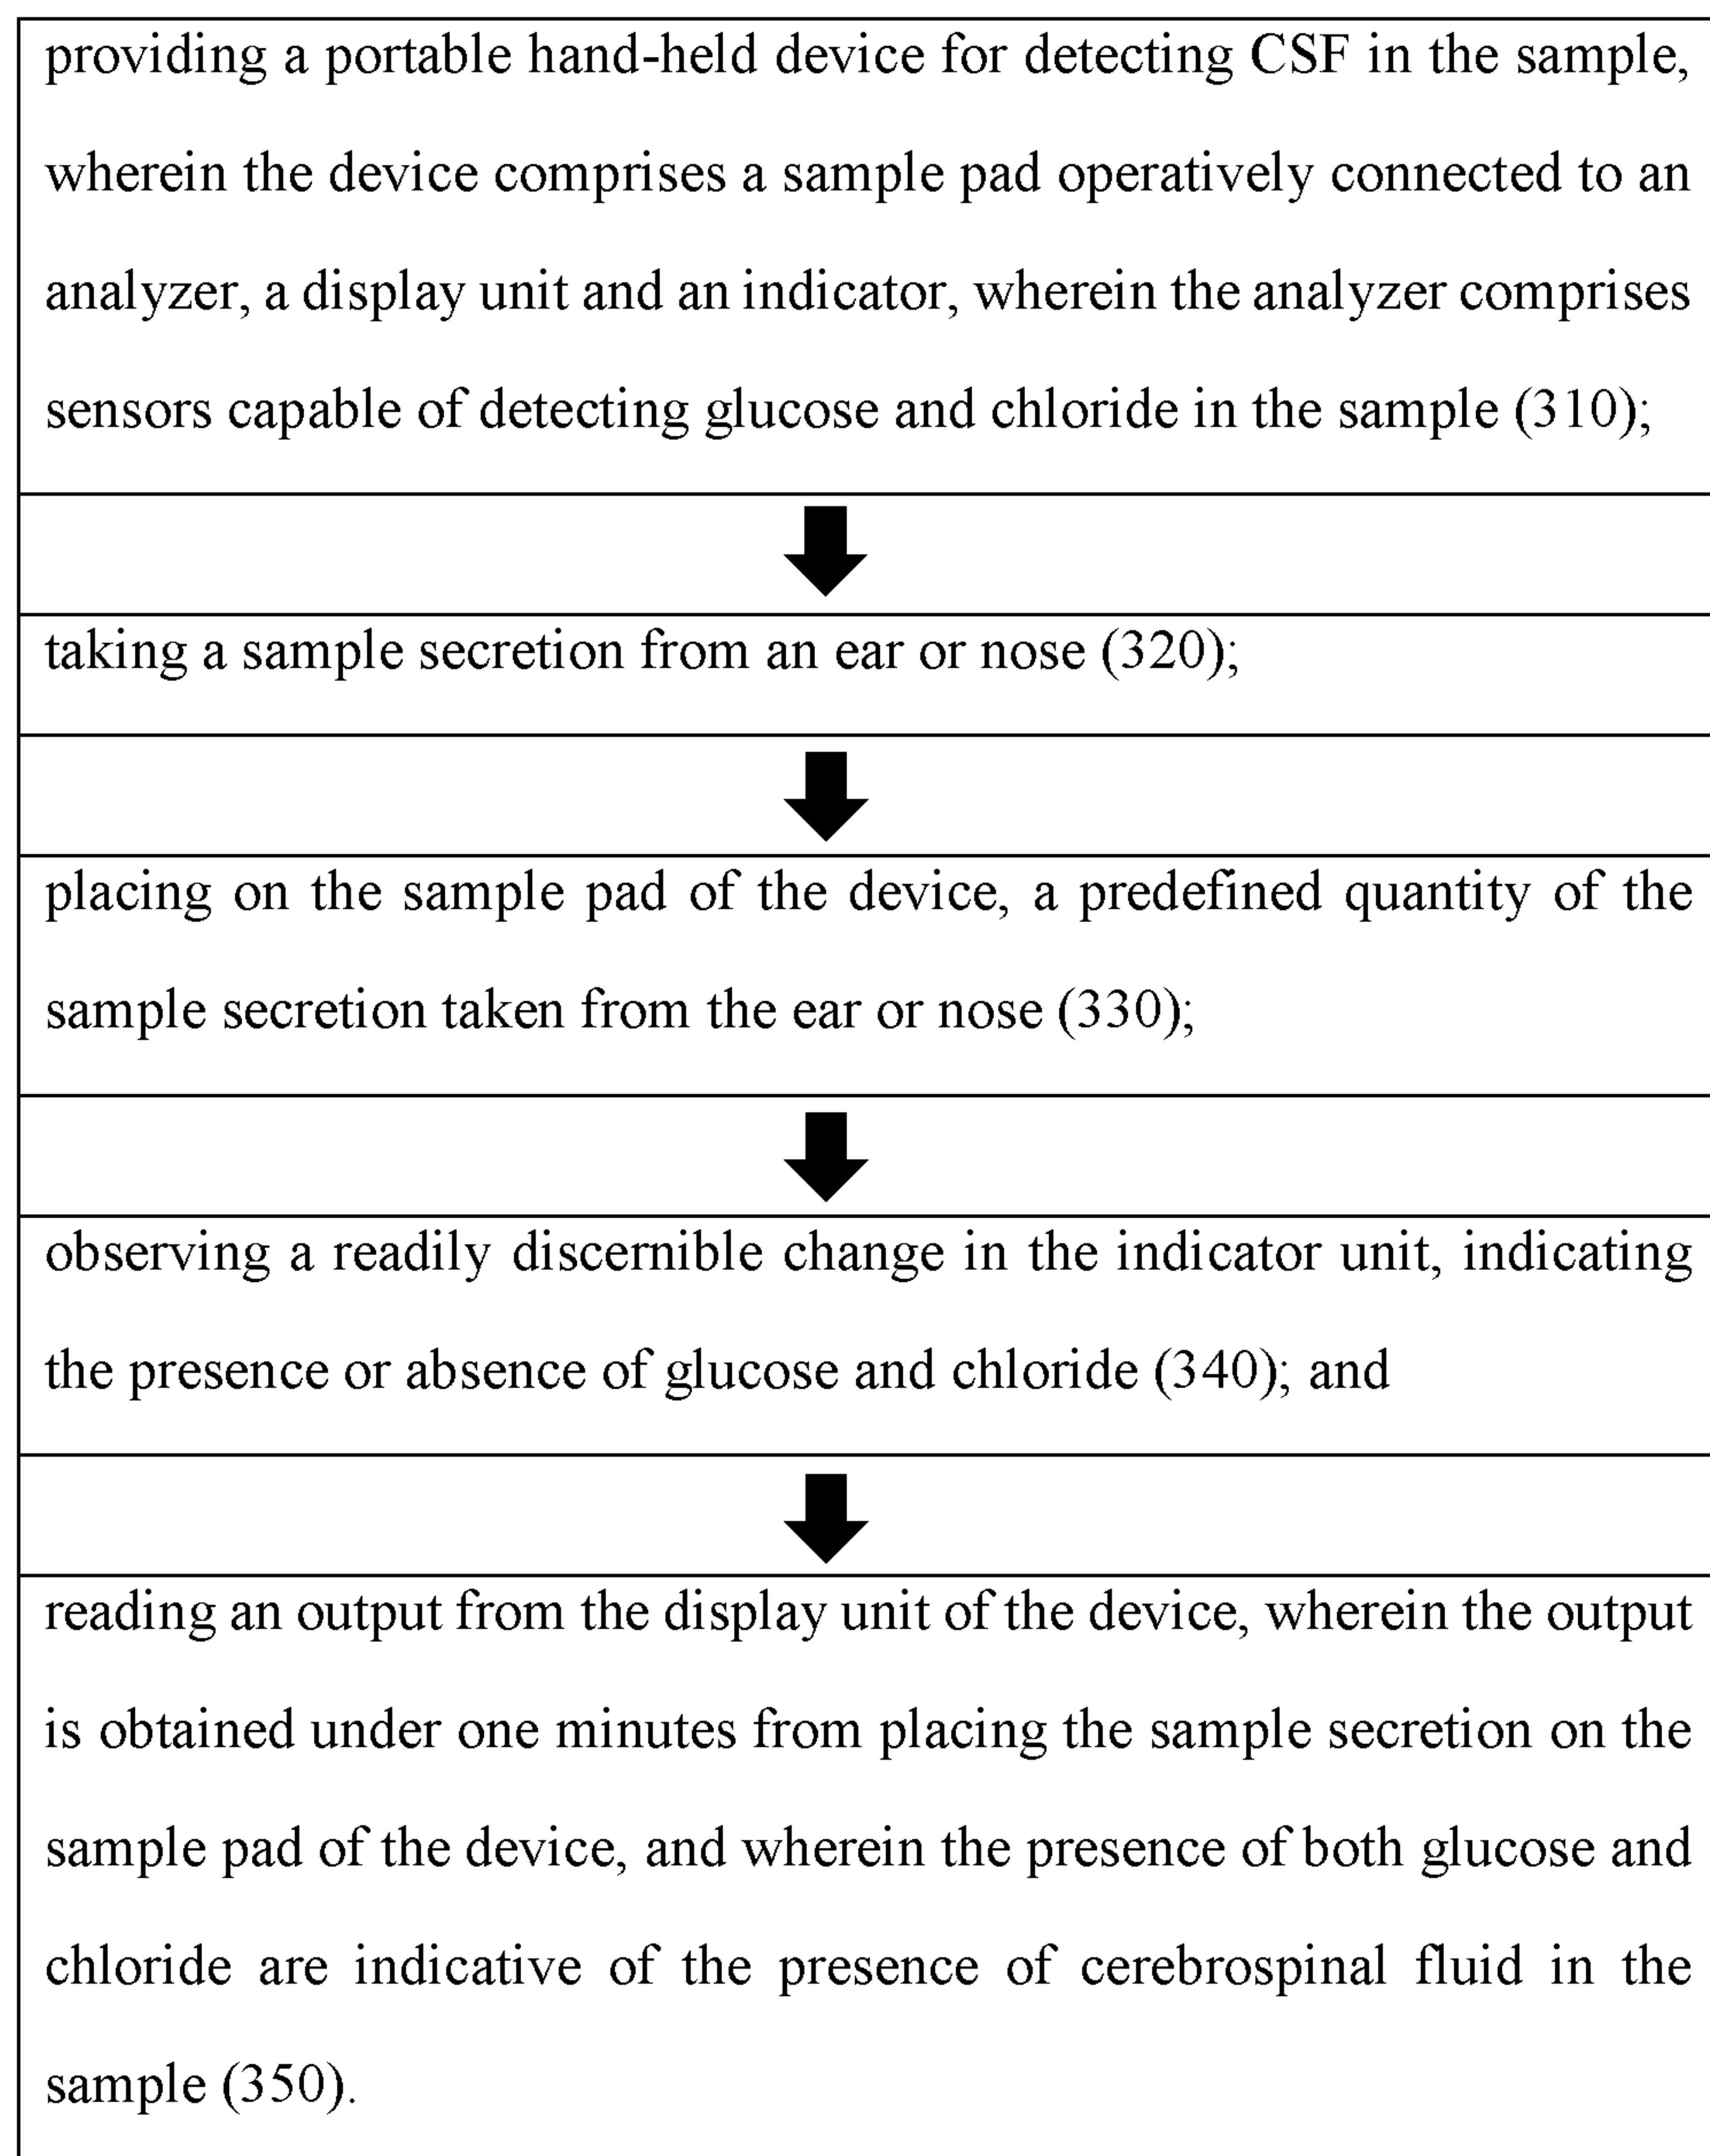 providing a portable hand-held device for detecting CSF in the sample,
wherein the device comprises a sample pad operatively connected to an
analyzer, a display unit and an indicator, wherein the analyzer comprises
sensors capable of detecting glucose and chloride in the sample (310);
taking a sample secretion from an ear or nose (320);
placing on the sample pad of the device, a predefined quantity of the
sample secretion taken from the ear or nose (330);
observing a readily discernible change in the indicator unit, indicating
the presence or absence of glucose and chloride (340); and
reading an output from the display unit of the device, wherein the output
is obtained under one minutes from placing the sample secretion on the
sample pad of the device, and wherein the presence of both glucose and
chloride are indicative of the presence of cerebrospinal fluid in the
sample (350).